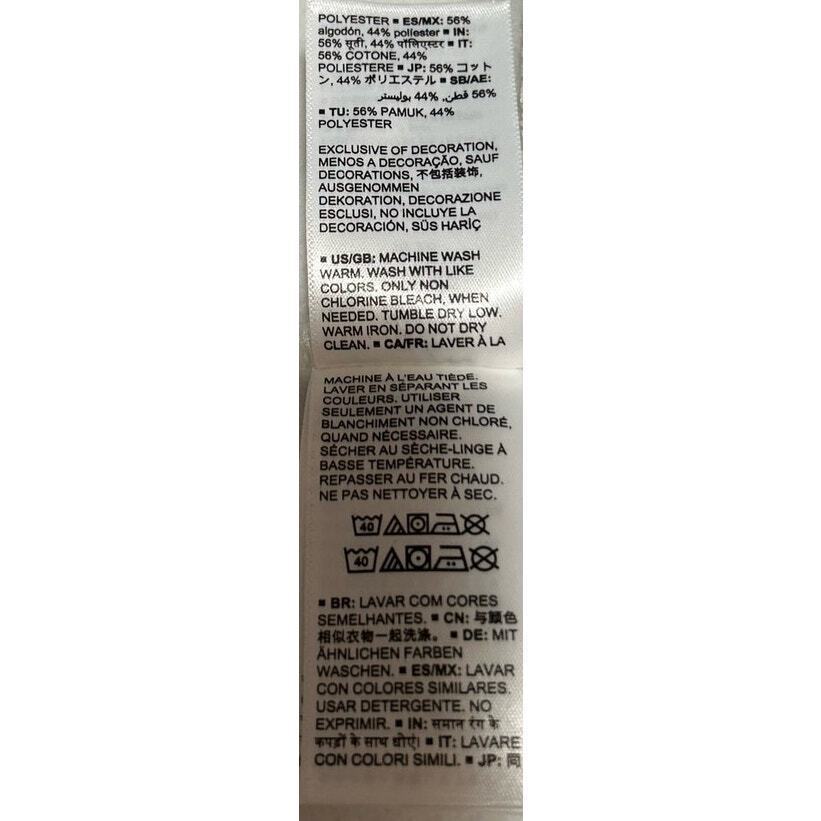 POLYESTER ▪ ES/MX: 56%
algodón, 44% poliéster ▪ IN:
56% सूती, 44% पॉलिएस्टर ▪ IT:
56% COTONE, 44%
POLIESTERE ▪ JP: 56% コット
ン, 44% ポリエステル ▪ SB/AE:
56% قطن, 44% بوليستر
▪ TU: 56% PAMUK, 44%
POLYESTER
EXCLUSIVE OF DECORATION,
MENOS A DECORAÇÃO, SAUF
DECORATIONS, 不包括装饰,
AUSGENOMMEN
DEKORATION, DECORAZIONE
ESCLUSI, NO INCLUYE LA
DECORACIÓN, SÜS HARİÇ
▪ US/GB: MACHINE WASH
WARM. WASH WITH LIKE
COLORS. ONLY NON
CHLORINE BLEACH, WHEN
NEEDED. TUMBLE DRY LOW.
WARM IRON. DO NOT DRY
CLEAN. ▪ CA/FR: LAVER À LA
MACHINE À L'EAU TIÈDE.
LAVER EN SÉPARANT LES
COULEURS. UTILISER
SEULEMENT UN AGENT DE
BLANCHIMENT NON CHLORÉ,
QUAND NÉCESSAIRE.
SÉCHER AU SÈCHE-LINGE À
BASSE TEMPÉRATURE.
REPASSER AU FER CHAUD.
NE PAS NETTOYER À SEC.
40
40
▪ BR: LAVAR COM CORES
SEMELHANTES. ▪ CN: 与颜色
相似衣物一起洗涤。 ▪ DE: MIT
ÄHNLICHEN FARBEN
WASCHEN. ▪ ES/MX: LAVAR
CON COLORES SIMILARES.
USAR DETERGENTE. NO
EXPRIMIR. ▪ IN: समान रंग के
कपड़ों के साथ धोएं। ▪ IT: LAVARE
CON COLORI SIMILI. ▪ JP: 同